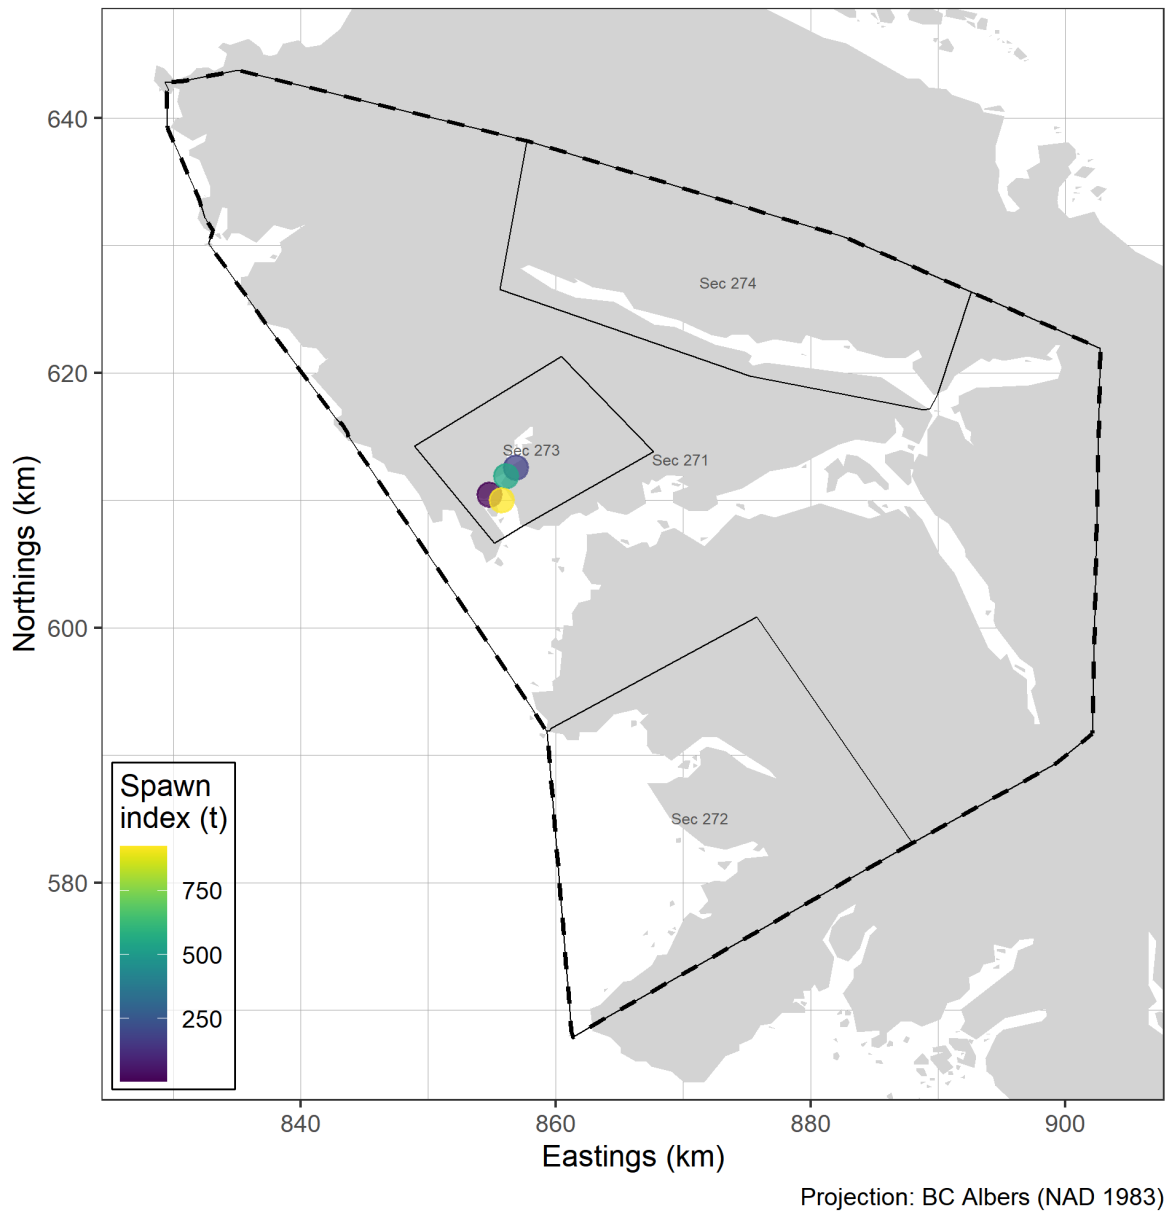 640
620
600
580
Northings (km)
Sec 274
Sec 273
Sec 271
Sec 272
Spawn
index (t)
750
500
250
840
860
880
900
Eastings (km)
Projection: BC Albers (NAD 1983)